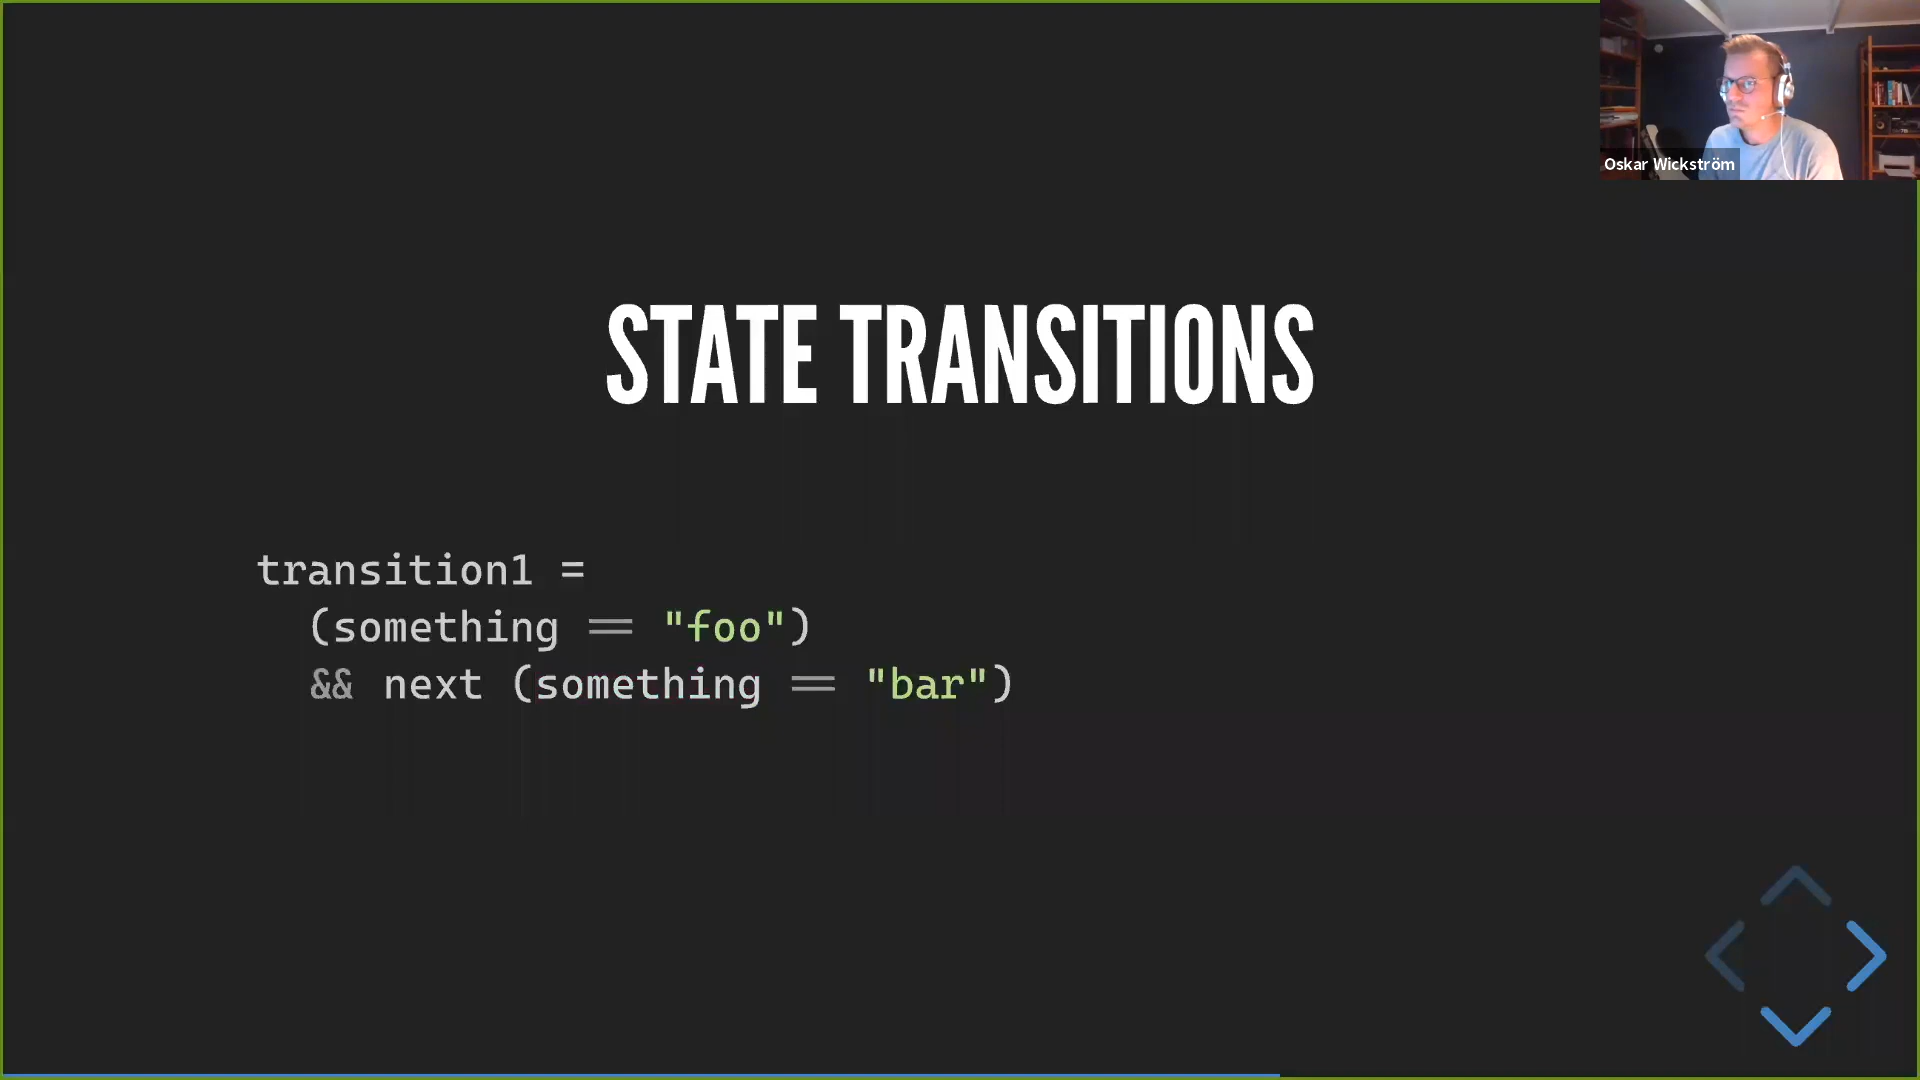 Oskar Wickström
STATE TRANSITIONS
transition1 =
(something == "foo")
&& next (something == "bar")